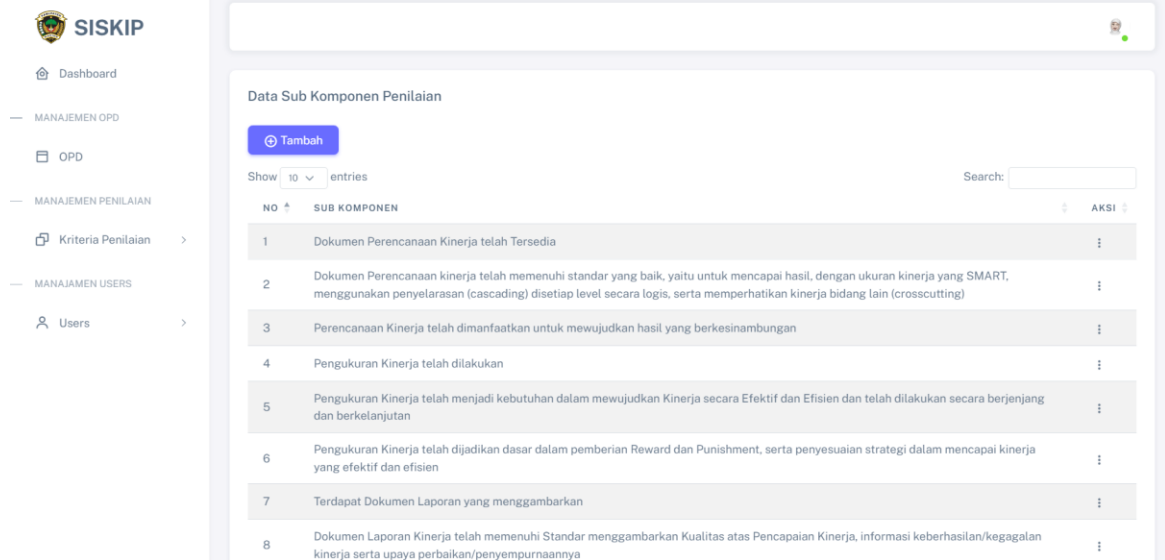 SISKIP
Dashboard
MANAJEMEN OPD
OPD
MANAJEMEN PENILAIAN
Kriteria Penilaian
MANAJAMEN USERS
Users
Data Sub Komponen Penilaian
Tambah
Show 10 entries
Search:
NO SUB KOMPONEN AKSI
1 Dokumen Perencanaan Kinerja telah Tersedia
2 Dokumen Perencanaan kinerja telah memenuhi standar yang baik, yaitu untuk mencapai hasil, dengan ukuran kinerja yang SMART,
menggunakan penyelarasan (cascading) disetiap level secara logis, serta memperhatikan kinerja bidang lain (crosscutting)
3 Perencanaan Kinerja telah dimanfaatkan untuk mewujudkan hasil yang berkesinambungan
4 Pengukuran Kinerja telah dilakukan
5 Pengukuran Kinerja telah menjadi kebutuhan dalam mewujudkan Kinerja secara Efektif dan Efisien dan telah dilakukan secara berjenjang
dan berkelanjutan
6 Pengukuran Kinerja telah dijadikan dasar dalam pemberian Reward dan Punishment, serta penyesuaian strategi dalam mencapai kinerja
yang efektif dan efisien
7 Terdapat Dokumen Laporan yang menggambarkan
8 Dokumen Laporan Kinerja telah memenuhi Standar menggambarkan Kualitas atas Pencapaian Kinerja, informasi keberhasilan/kegagalan
kinerja serta upaya perbaikan/penyempurnaannya